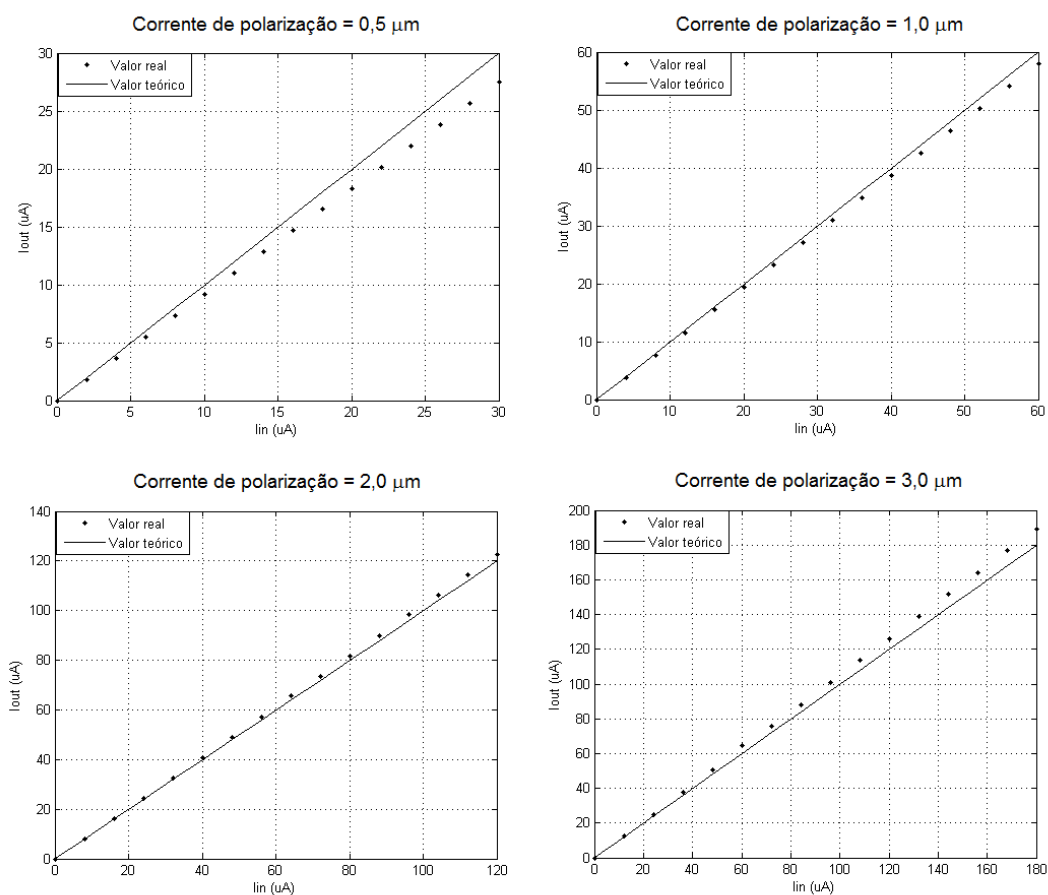 Corrente de polarização = 0,5 μm
30
25
20
15
10
5
0
Iout (uA)
Valor real
Valor teórico
0 5 10 15 20 25 30
Iin (uA)
Corrente de polarização = 1,0 μm
60
50
40
30
20
10
0
Iout (uA)
Valor real
Valor teórico
0 10 20 30 40 50 60
Iin (uA)
Corrente de polarização = 2,0 μm
140
120
100
80
60
40
20
0
Iout (uA)
Valor real
Valor teórico
0 20 40 60 80 100 120
Iin (uA)
Corrente de polarização = 3,0 μm
200
180
160
140
120
100
80
60
40
20
0
Iout (uA)
Valor real
Valor teórico
0 20 40 60 80 100 120 140 160 180
Iin (uA)